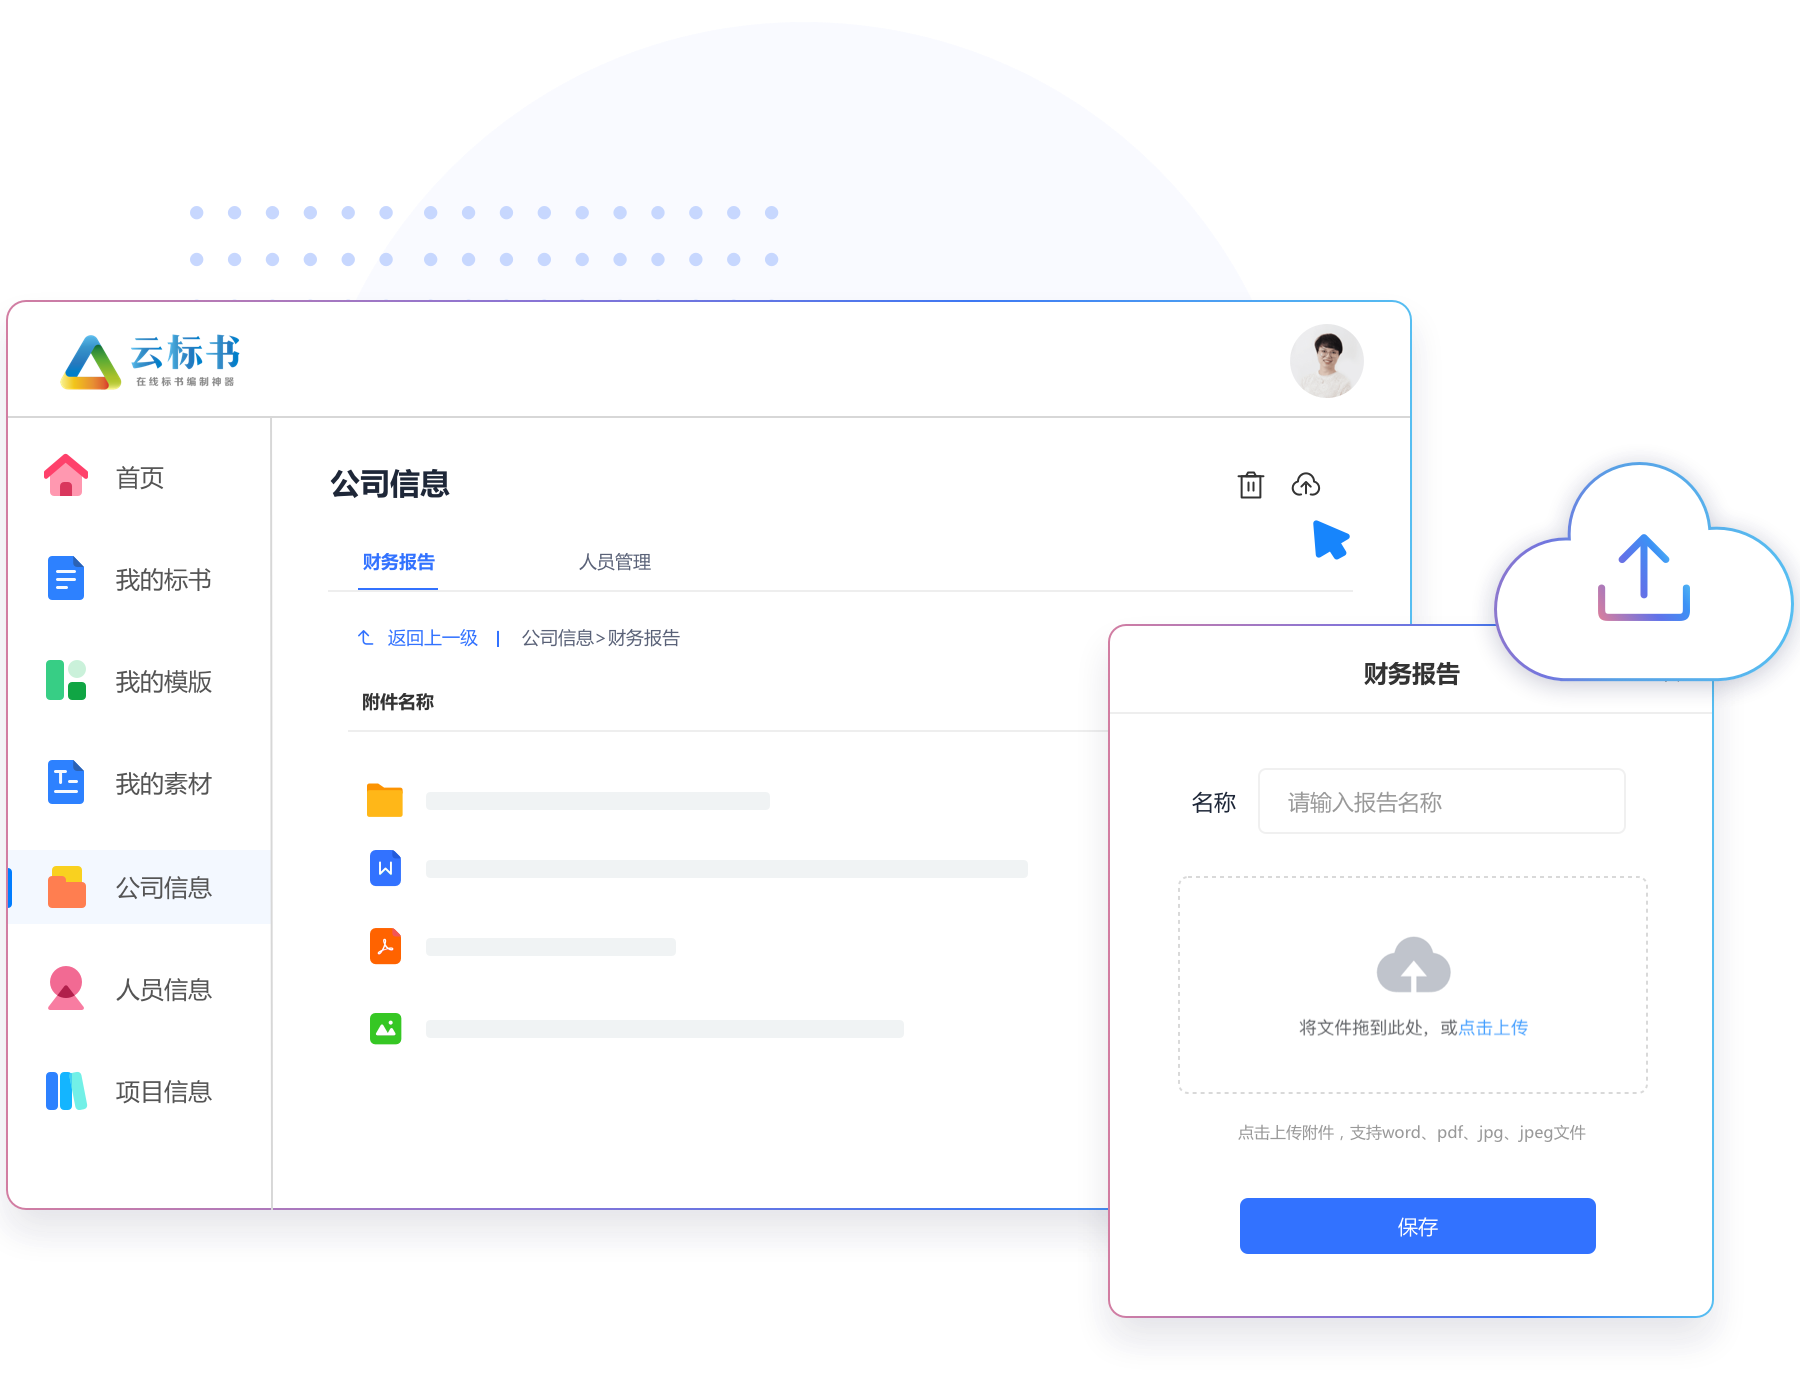 云标书
在线标书编制神器
首页
我的标书
我的模版
我的素材
公司信息
人员信息
项目信息
公司信息
财务报告
人员管理
返回上一级 | 公司信息>财务报告
附件名称
财务报告
名称
请输入报告名称
将文件拖到此处，或点击上传
点击上传附件，支持word、pdf、jpg、jpeg文件
保存